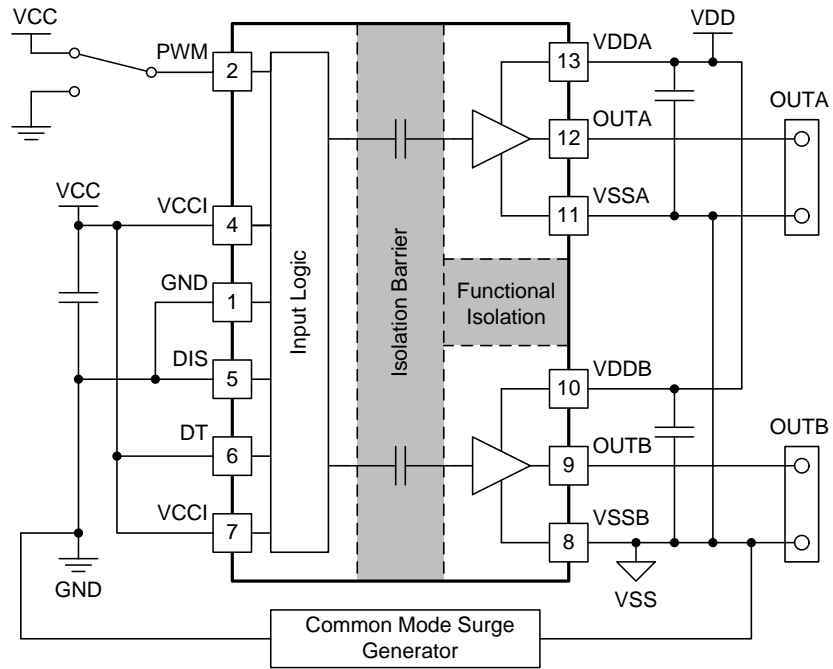 VCC
PWM
2
VCC
VCCI
4
GND
1
DIS
5
DT
6
VCCI
7
GND
Input Logic
Isolation Barrier
Functional
Isolation
13
VDDA
VDD
12
OUTA
OUTA
11
VSSA
10
VDDB
9
OUTB
OUTB
8
VSSB
VSS
Common Mode Surge
Generator